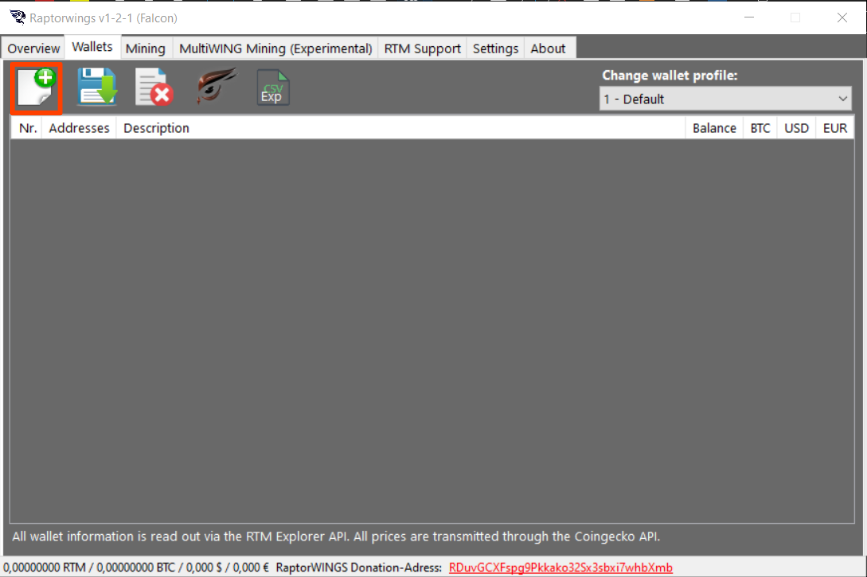 Raptorwings v1-2-1 (Falcon)
Overview Wallets Mining MultiWING Mining (Experimental) RTM Support Settings About
Change wallet profile:
CSV
Exp
1 - Default
Nr. Addresses Description Balance BTC USD EUR
All wallet information is read out via the RTM Explorer API. All prices are transmitted through the Coingecko API.
0,00000000 RTM / 0,00000000 BTC / 0,000 $ / 0,000 € RaptorWINGS Donation-Adress: RDuvGCXFspg9Pkkako32Sx3sbxi7whbXmb